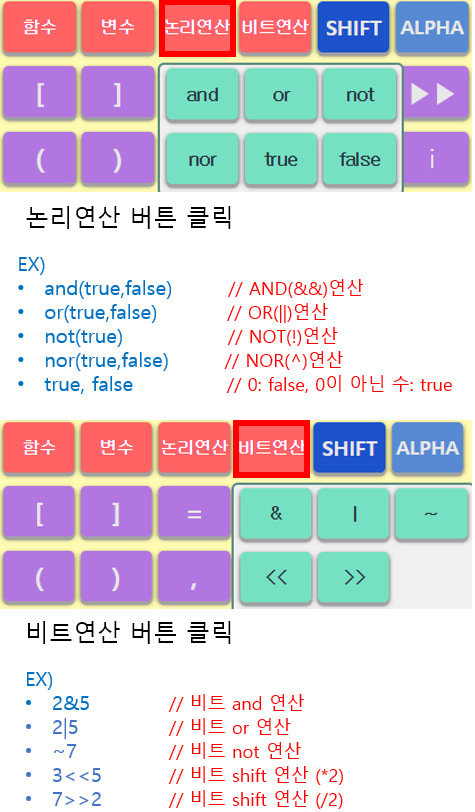 함수 변수 논리연산 비트연산 SHIFT ALPHA
[ ] and or not ▶▶
( ) nor true false i
논리연산 버튼 클릭
EX)
• and(true,false) // AND(&&)연산
• or(true,false) // OR(||)연산
• not(true) // NOT(!)연산
• nor(true,false) // NOR(^)연산
• true, false // 0: false, 0이 아닌 수: true
함수 변수 논리연산 비트연산 SHIFT ALPHA
[ ] = & | ~
( ) , << >>
비트연산 버튼 클릭
EX)
• 2&5 // 비트 and 연산
• 2|5 // 비트 or 연산
• ~7 // 비트 not 연산
• 3<<5 // 비트 shift 연산 (*2)
• 7>>2 // 비트 shift 연산 (/2)